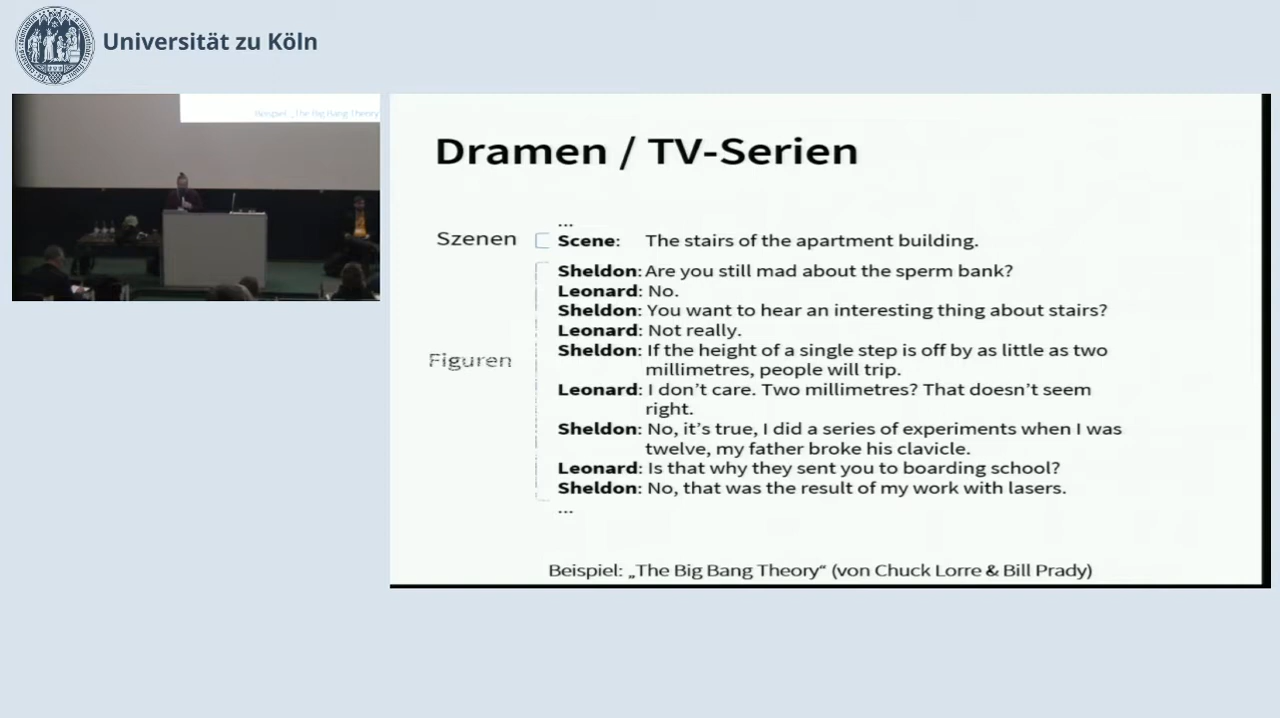 Universität zu Köln
Beispiel: „The Big Bang Theory
Dramen / TV-Serien
...
Szenen
Scene: The stairs of the apartment building.
Sheldon: Are you still mad about the sperm bank?
Leonard: No.
Sheldon: You want to hear an interesting thing about stairs?
Leonard: Not really.
Figuren
Sheldon: If the height of a single step is off by as little as two
millimetres, people will trip.
Leonard: I don’t care. Two millimetres? That doesn’t seem
right.
Sheldon: No, it’s true, I did a series of experiments when I was
twelve, my father broke his clavicle.
Leonard: Is that why they sent you to boarding school?
Sheldon: No, that was the result of my work with lasers.
...
Beispiel: „The Big Bang Theory“ (von Chuck Lorre & Bill Prady)